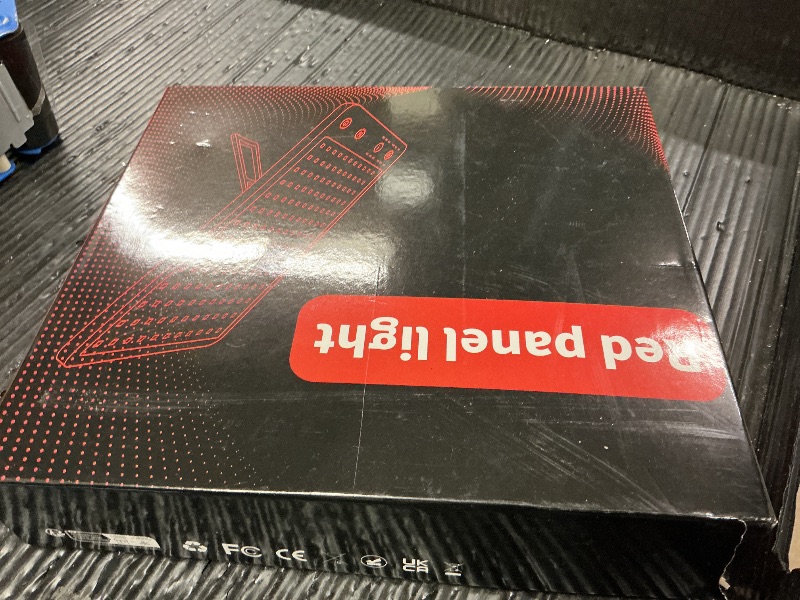 Red panel light
FC CE UK CA